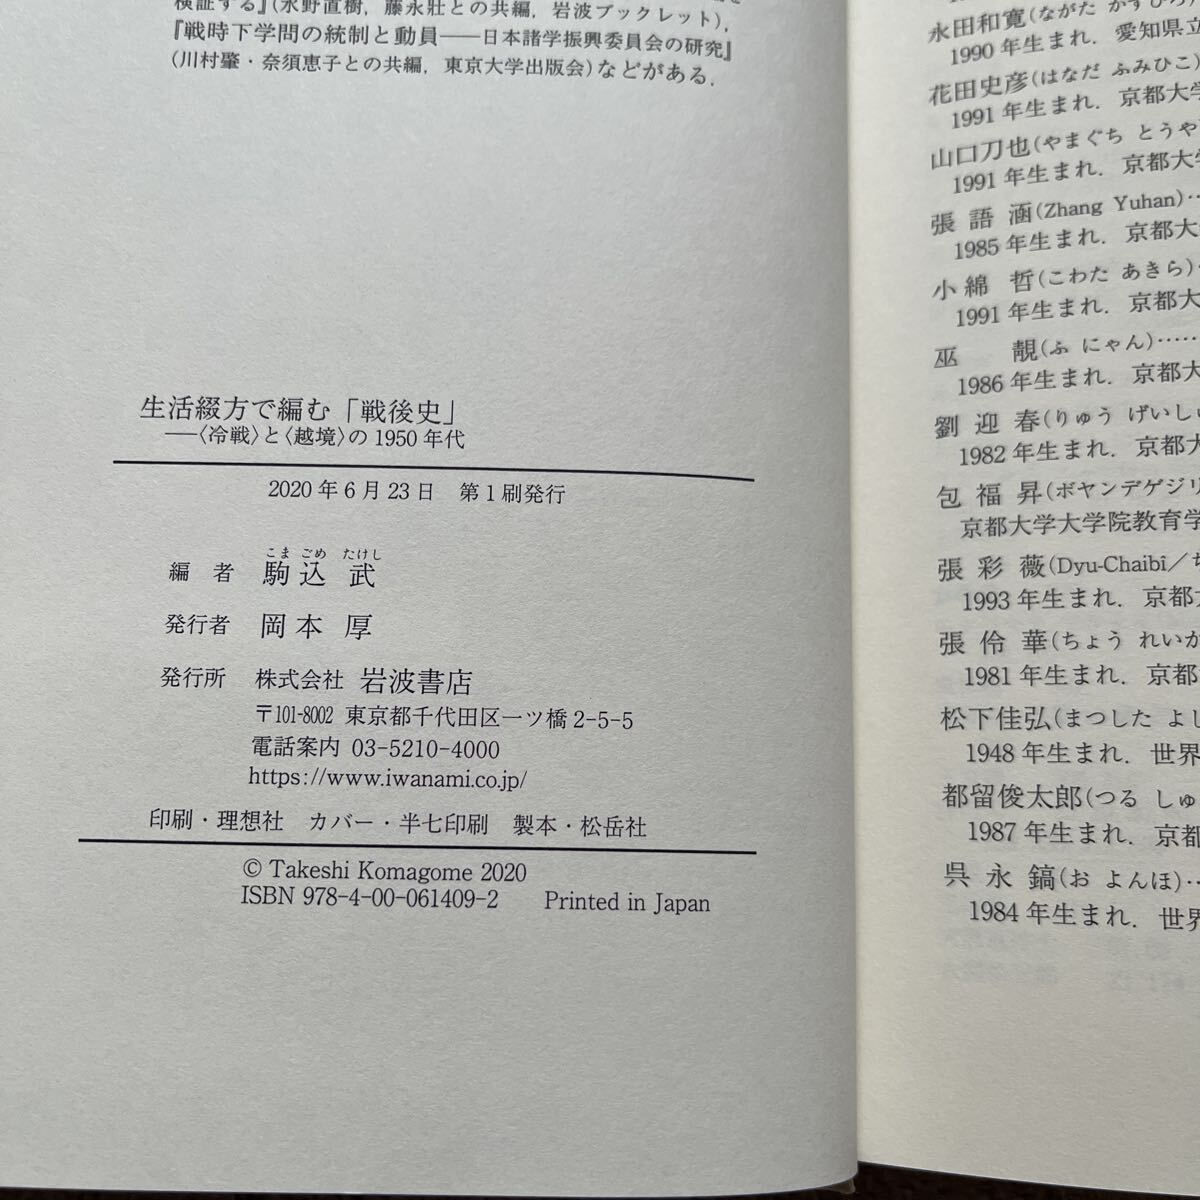 検証する』(水野直樹，藤永壯との共編，岩波ブックレット)，
『戦時下学問の統制と動員――日本諸学振興委員会の研究』
(川村肇・奈須恵子との共編，東京大学出版会)などがある．
生活綴方で編む「戦後史」
――〈冷戦〉と〈越境〉の1950年代
2020年6月23日　第1刷発行
こま ごめ たけし
編　者　駒込　武
発行者　岡本　厚
発行所　株式会社 岩波書店
〒101-8002 東京都千代田区一ツ橋2-5-5
電話案内 03-5210-4000
https://www.iwanami.co.jp/
印刷・理想社　カバー・半七印刷　製本・松岳社
© Takeshi Komagome 2020
ISBN 978-4-00-061409-2　Printed in Japan
永田和寛(ながた かずひろ)
1990年生まれ．愛知県立
花田史彦(はなだ ふみひこ)
1991年生まれ．京都大学
山口刀也(やまぐち とうや
1991年生まれ．京都大学
張 語 涵(Zhang Yuhan)‥
1985年生まれ．京都大
小綿　哲(こわた あきら)
1991年生まれ．京都大
巫　　靚(ふ にゃん)……
1986年生まれ．京都大
劉 迎 春(りゅう げいしゅ
1982年生まれ．京都大
包 福 昇(ボヤンデゲジリ
京都大学大学院教育学
張 彩 薇(Dyu-Chaibî／ち
1993年生まれ．京都
張 伶 華(ちょう れいか
1981年生まれ．京都
松下佳弘(まつした よし
1948年生まれ．世界
都留俊太郎(つる しゅ
1987年生まれ．京都
呉 永 鎬(お よんほ)‥
1984年生まれ．世界